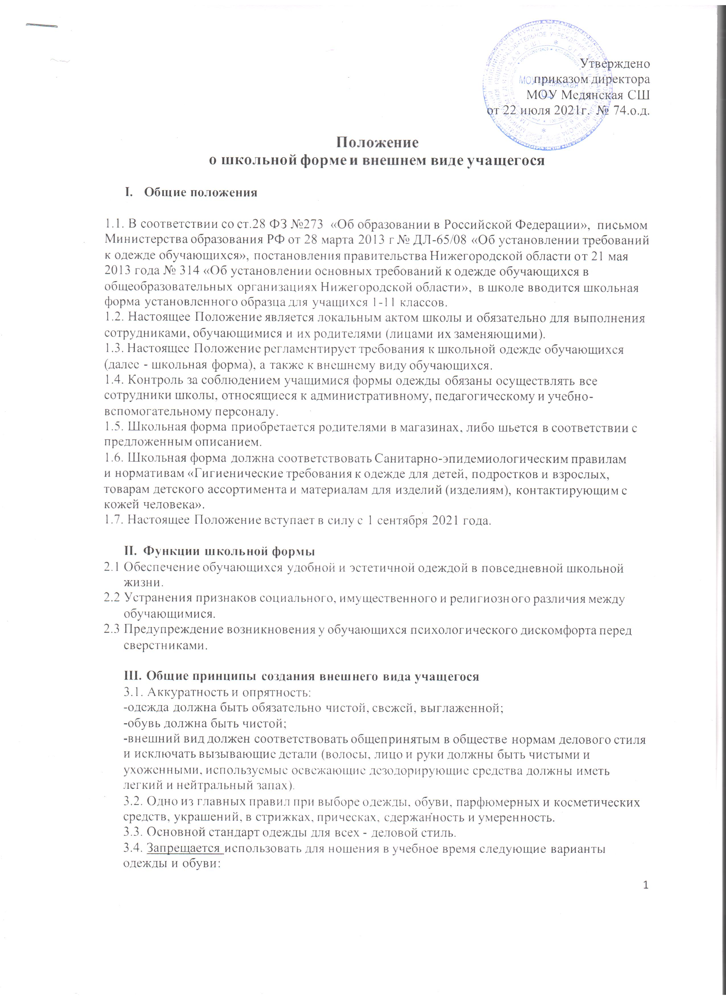 Утверждено
приказом директора
МОУ Медянская СШ
от 22 июля 2021г. № 74.о.д.
МОУ Медянская
СШ
Положение
о школьной форме и внешнем виде учащегося
I. Общие положения
1.1. В соответствии со ст.28 ФЗ №273 «Об образовании в Российской Федерации», письмом
Министерства образования РФ от 28 марта 2013 г № ДЛ-65/08 «Об установлении требований
к одежде обучающихся», постановления правительства Нижегородской области от 21 мая
2013 года № 314 «Об установлении основных требований к одежде обучающихся в
общеобразовательных организациях Нижегородской области», в школе вводится школьная
форма установленного образца для учащихся 1-11 классов.
1.2. Настоящее Положение является локальным актом школы и обязательно для выполнения
сотрудниками, обучающимися и их родителями (лицами их заменяющими).
1.3. Настоящее Положение регламентирует требования к школьной одежде обучающихся
(далее - школьная форма), а также к внешнему виду обучающихся.
1.4. Контроль за соблюдением учащимися формы одежды обязаны осуществлять все
сотрудники школы, относящиеся к административному, педагогическому и учебно-
вспомогательному персоналу.
1.5. Школьная форма приобретается родителями в магазинах, либо шьется в соответствии с
предложенным описанием.
1.6. Школьная форма должна соответствовать Санитарно-эпидемиологическим правилам
и нормативам «Гигиенические требования к одежде для детей, подростков и взрослых,
товарам детского ассортимента и материалам для изделий (изделиям), контактирующим с
кожей человека».
1.7. Настоящее Положение вступает в силу с 1 сентября 2021 года.
II. Функции школьной формы
2.1 Обеспечение обучающихся удобной и эстетичной одеждой в повседневной школьной
жизни.
2.2 Устранения признаков социального, имущественного и религиозного различия между
обучающимися.
2.3 Предупреждение возникновения у обучающихся психологического дискомфорта перед
сверстниками.
III. Общие принципы создания внешнего вида учащегося
3.1. Аккуратность и опрятность:
-одежда должна быть обязательно чистой, свежей, выглаженной;
-обувь должна быть чистой;
-внешний вид должен соответствовать общепринятым в обществе нормам делового стиля
и исключать вызывающие детали (волосы, лицо и руки должны быть чистыми и
ухоженными, используемые освежающие дезодорирующие средства должны иметь
легкий и нейтральный запах).
3.2. Одно из главных правил при выборе одежды, обуви, парфюмерных и косметических
средств, украшений, в стрижках, прическах, сдержанность и умеренность.
3.3. Основной стандарт одежды для всех - деловой стиль.
3.4. Запрещается использовать для ношения в учебное время следующие варианты
одежды и обуви:
1